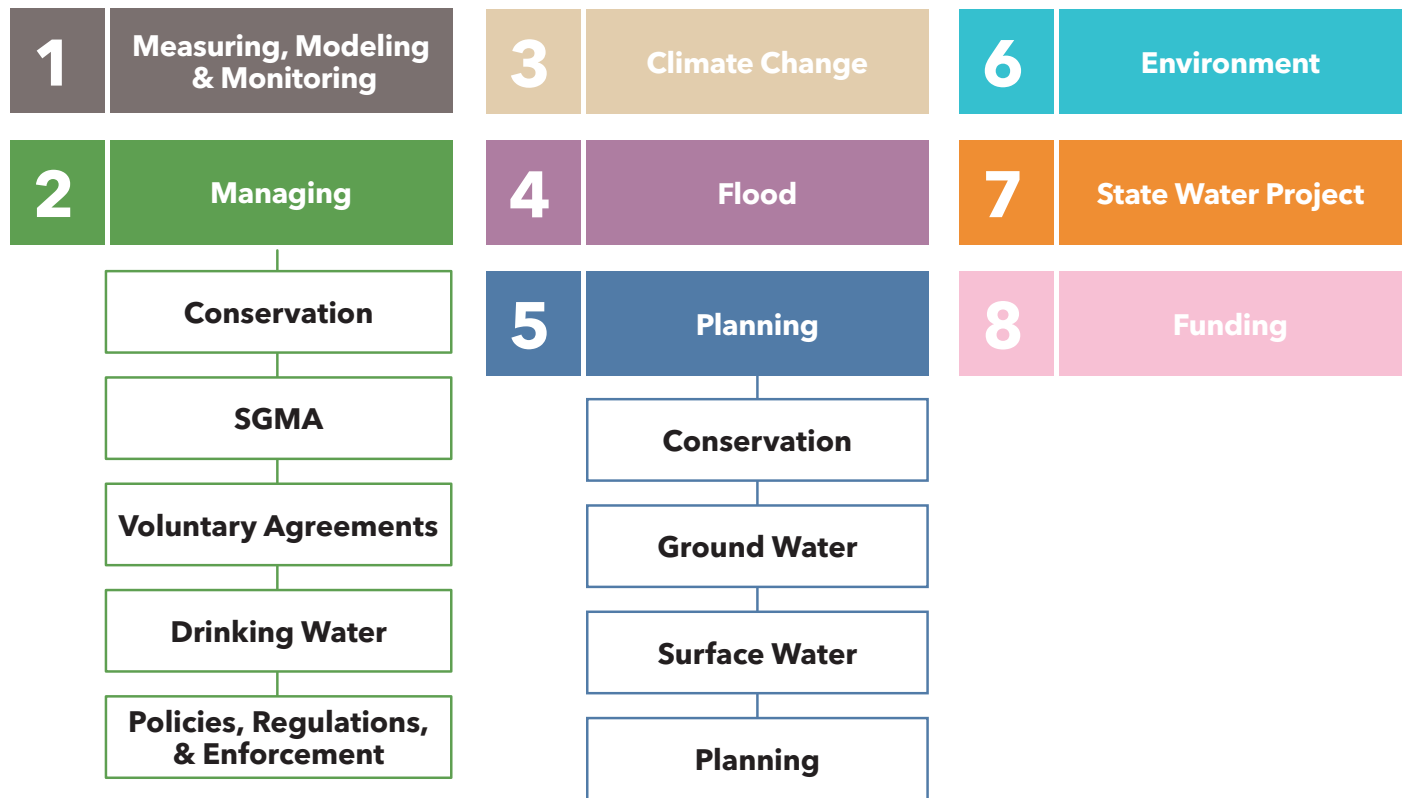 1
Measuring, Modeling
& Monitoring
2
Managing
Conservation
SGMA
Voluntary Agreements
Drinking Water
Policies, Regulations,
& Enforcement
3
Climate Change
4
Flood
5
Planning
Conservation
Ground Water
Surface Water
Planning
6
Environment
7
State Water Project
8
Funding